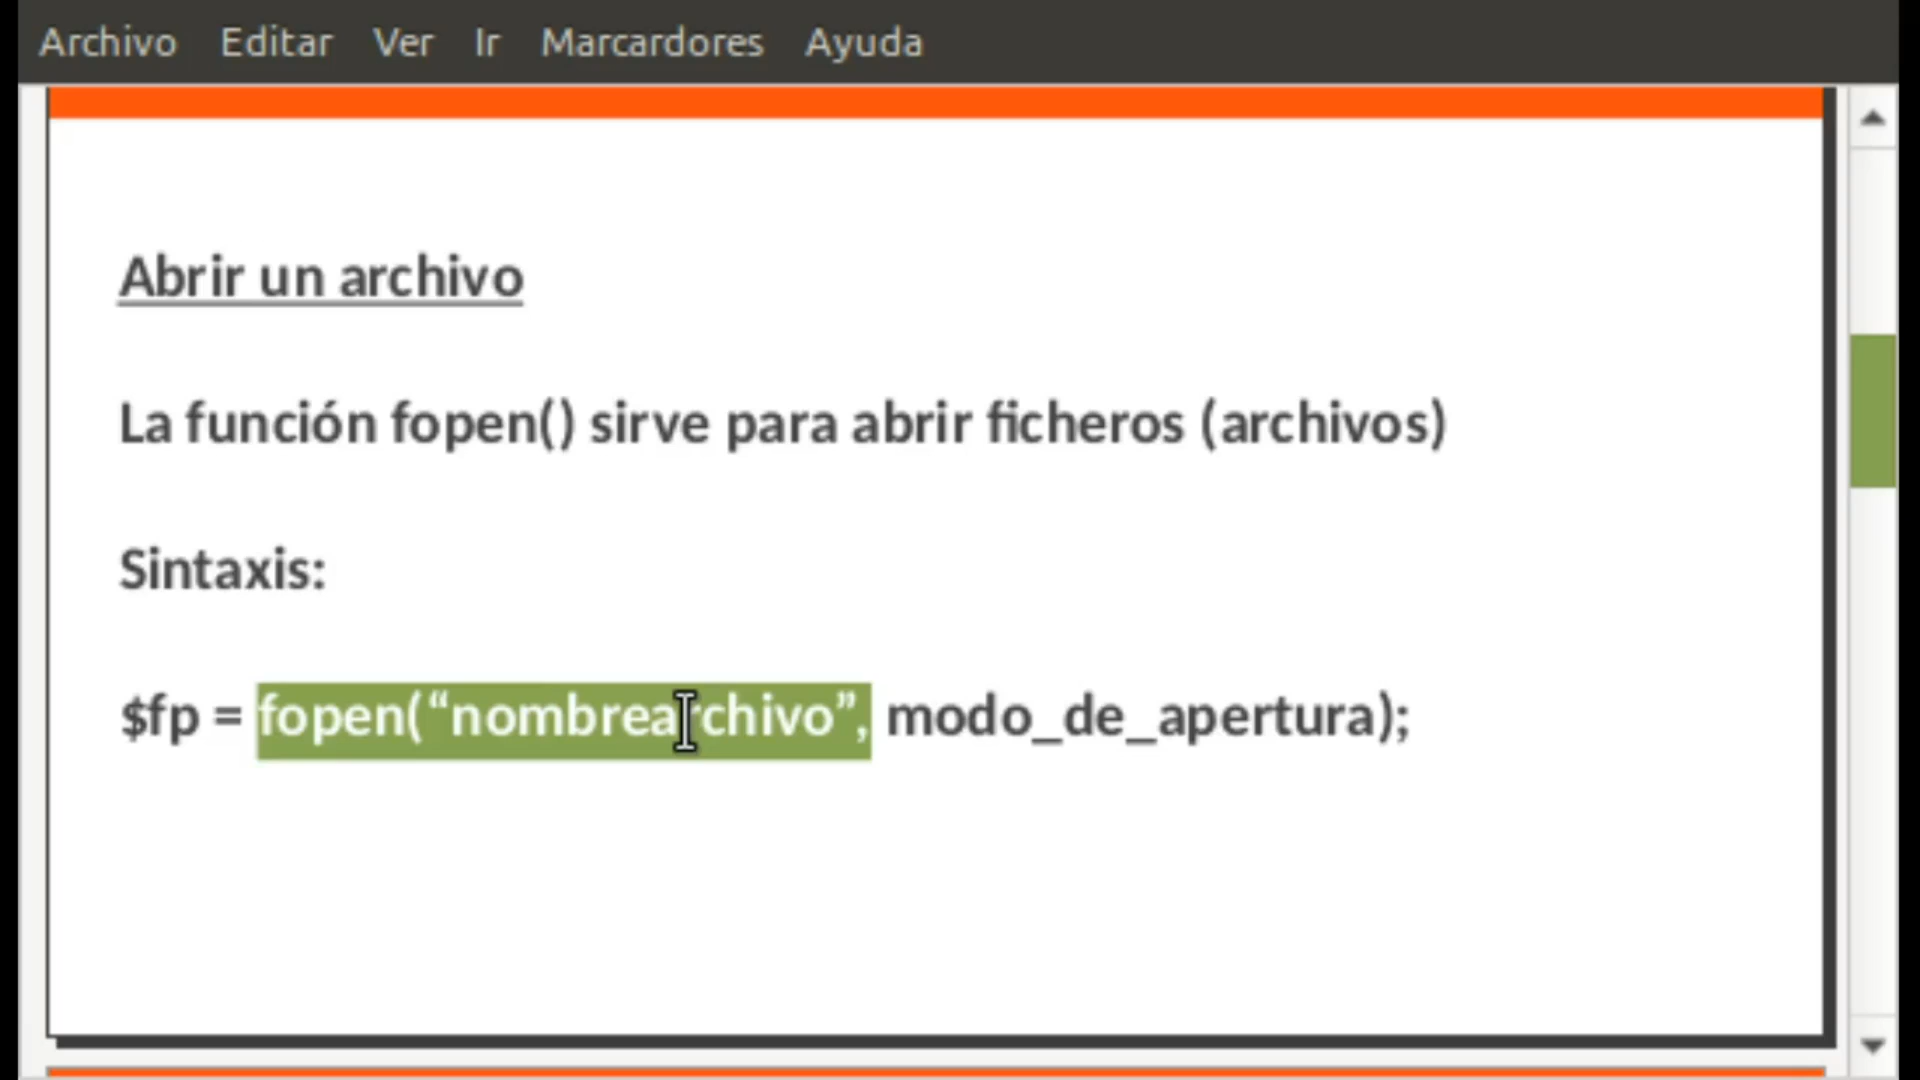 Archivo Editar Ver Ir Marcardores Ayuda
Abrir un archivo
La función fopen() sirve para abrir ficheros (archivos)
Sintaxis:
$fp = fopen(“nombrearchivo”, modo_de_apertura);